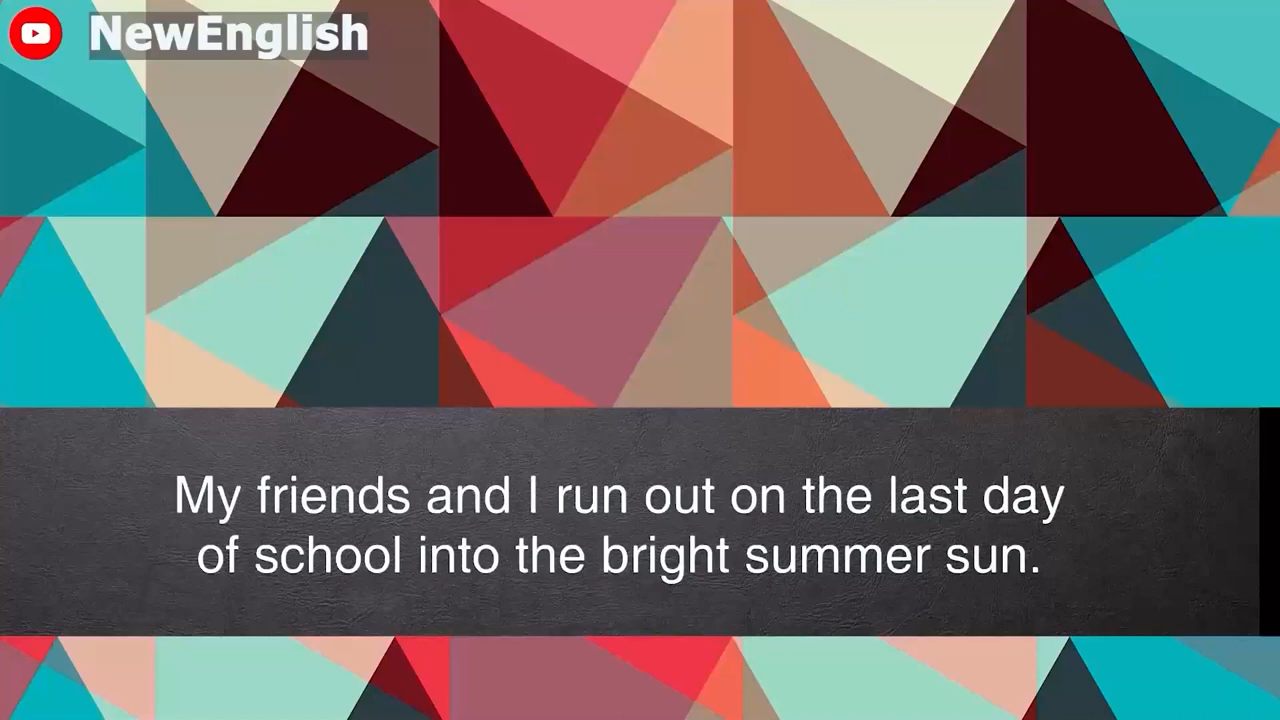 NewEnglish
My friends and I run out on the last day
of school into the bright summer sun.